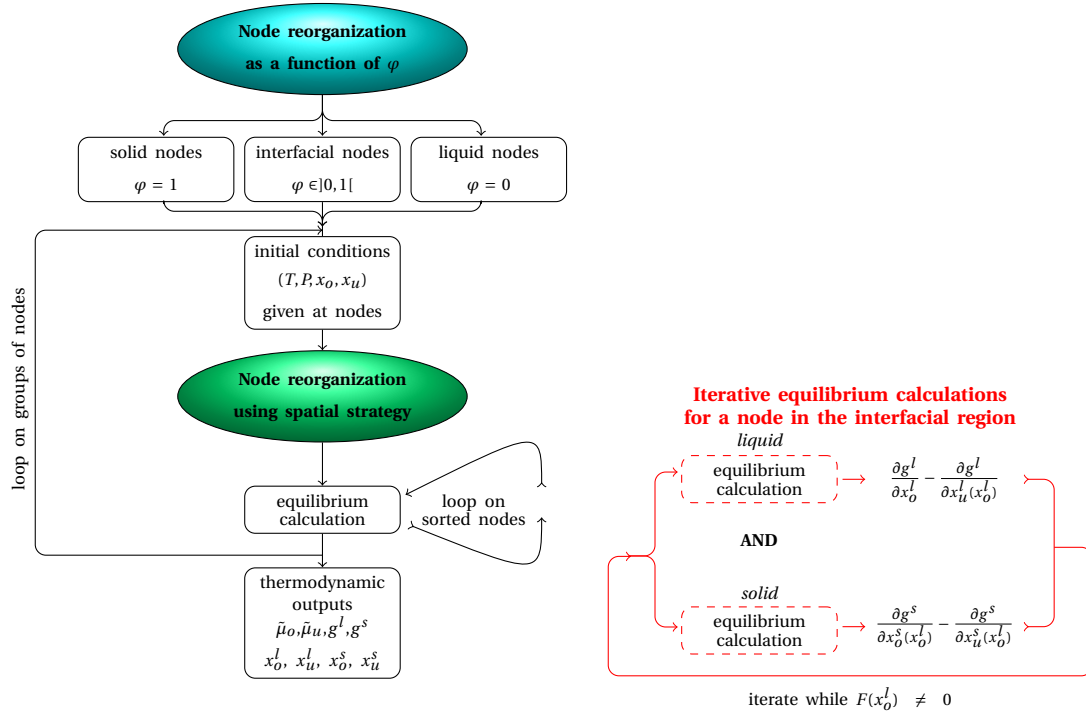 Node reorganization
as a function of φ
solid nodes
φ = 1
interfacial nodes
φ ∈]0,1[
liquid nodes
φ = 0
initial conditions
(T, P, x_o, x_u)
given at nodes
loop on groups of nodes
Node reorganization
using spatial strategy
equilibrium
calculation
loop on
sorted nodes
thermodynamic
outputs
μ̃_o, μ̃_u, g^l, g^s
x_o^l, x_u^l, x_o^s, x_u^s
Iterative equilibrium calculations
for a node in the interfacial region
liquid
equilibrium
calculation
∂g^l/∂x_o^l − ∂g^l/∂x_u^l(x_o^l)
AND
solid
equilibrium
calculation
∂g^s/∂x_o^s(x_o^l) − ∂g^s/∂x_u^s(x_o^l)
iterate while F(x_o^l) ≠ 0